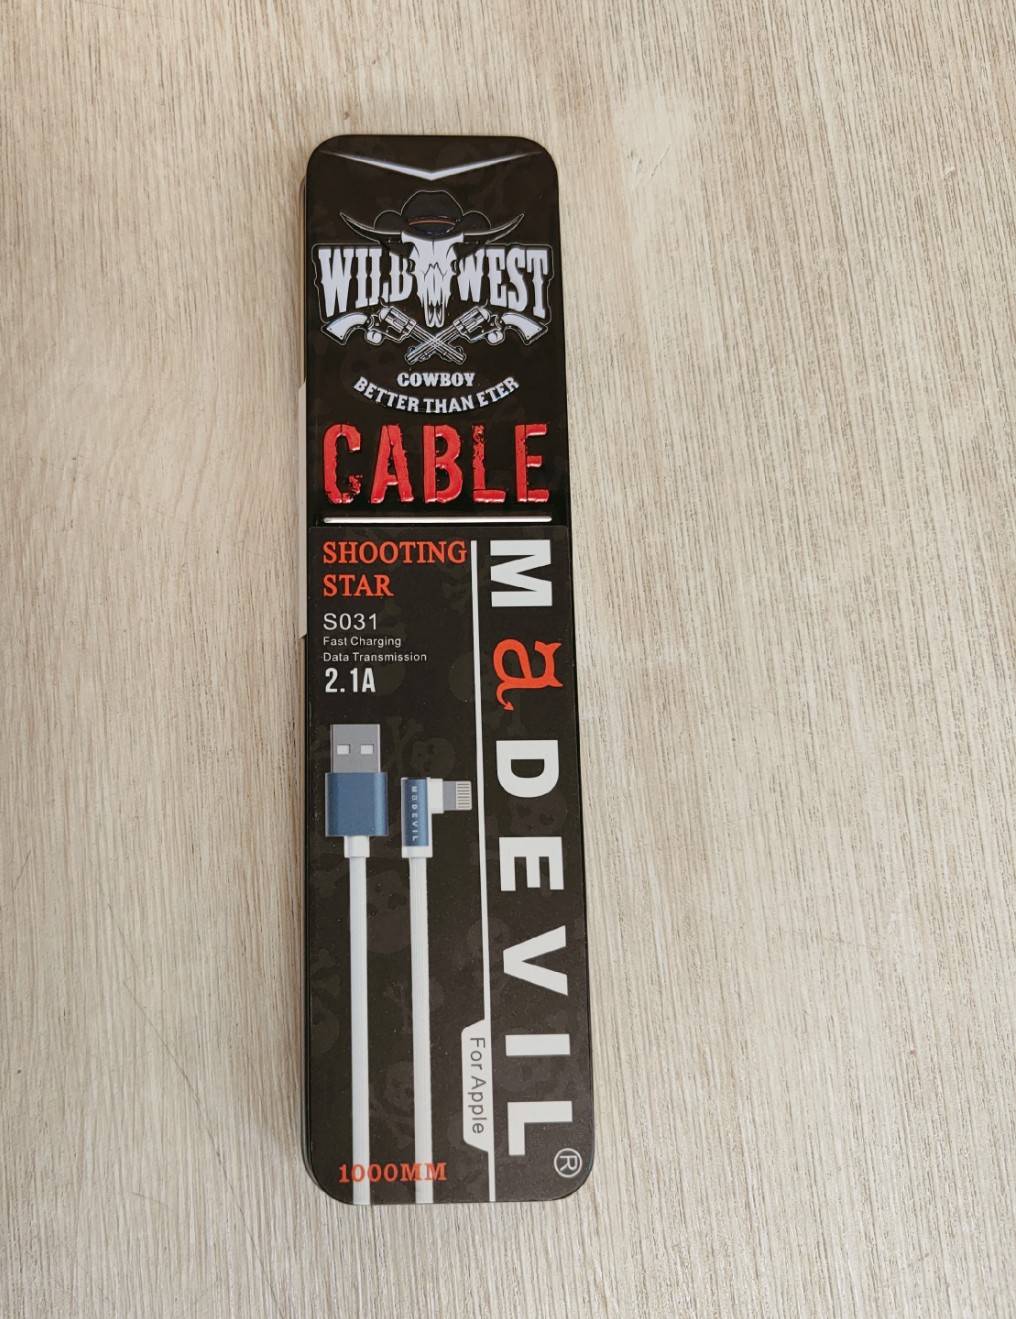 WILD WEST
COWBOY
BETTER THAN ETER
CABLE
SHOOTING
STAR
S031
Fast Charging
Data Transmission
2.1A
MaDEVIL
MaDEVIL®
For Apple
1000MM